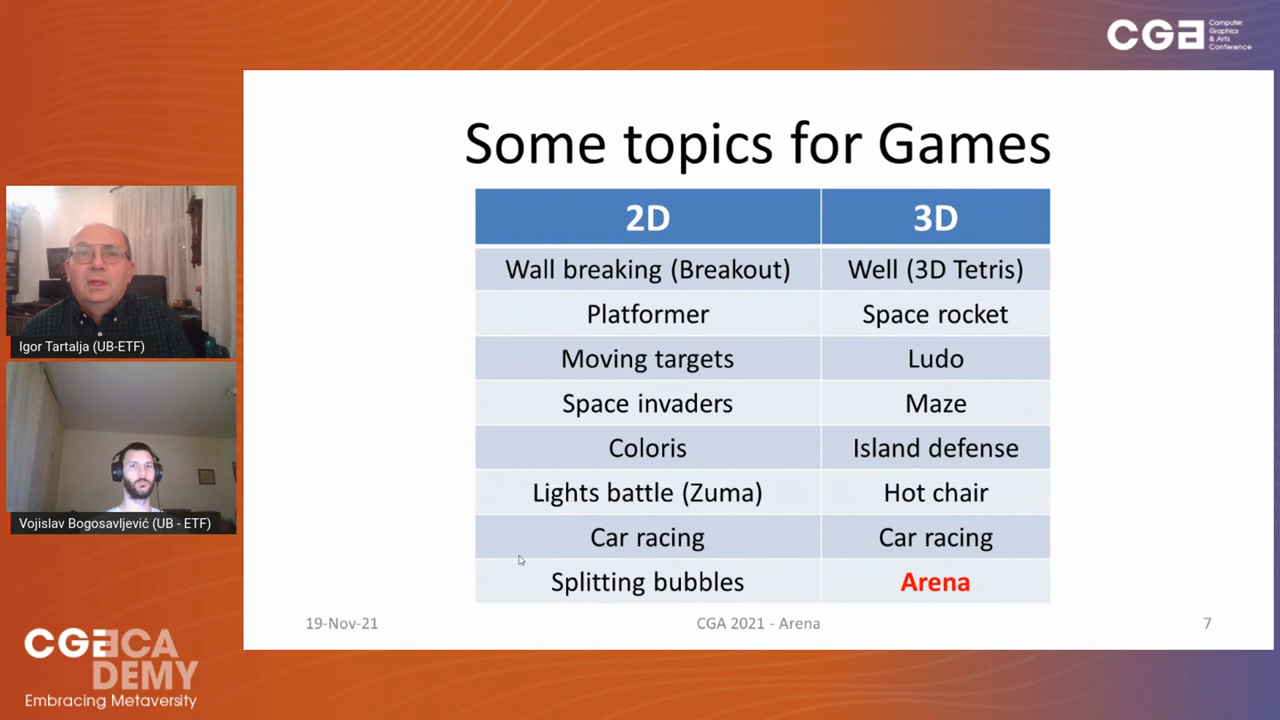 CGA Computer
Graphics
& Arts
Conference
Some topics for Games
2D 3D
Wall breaking (Breakout) Well (3D Tetris)
Platformer Space rocket
Moving targets Ludo
Space invaders Maze
Coloris Island defense
Lights battle (Zuma) Hot chair
Car racing Car racing
Splitting bubbles Arena
19-Nov-21 CGA 2021 - Arena 7
Igor Tartalja (UB-ETF)
Vojislav Bogosavljević (UB - ETF)
CGACA
DEMY
Embracing Metaversity